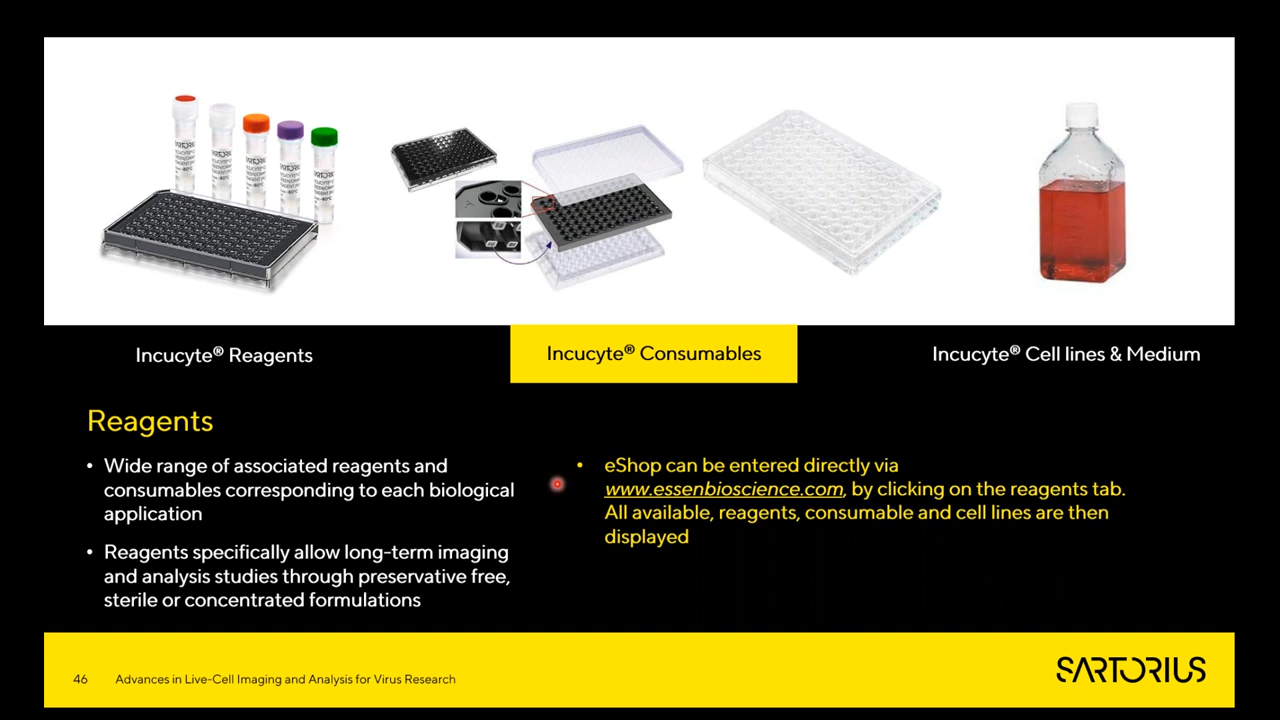 SARTORIUS
Incucyte® Reagents
Incucyte® Consumables
Incucyte® Cell lines & Medium
Reagents
• Wide range of associated reagents and
consumables corresponding to each biological
application
• Reagents specifically allow long-term imaging
and analysis studies through preservative free,
sterile or concentrated formulations
• eShop can be entered directly via
www.essenbioscience.com, by clicking on the reagents tab.
All available, reagents, consumable and cell lines are then
displayed
46 Advances in Live-Cell Imaging and Analysis for Virus Research
SARTORIUS